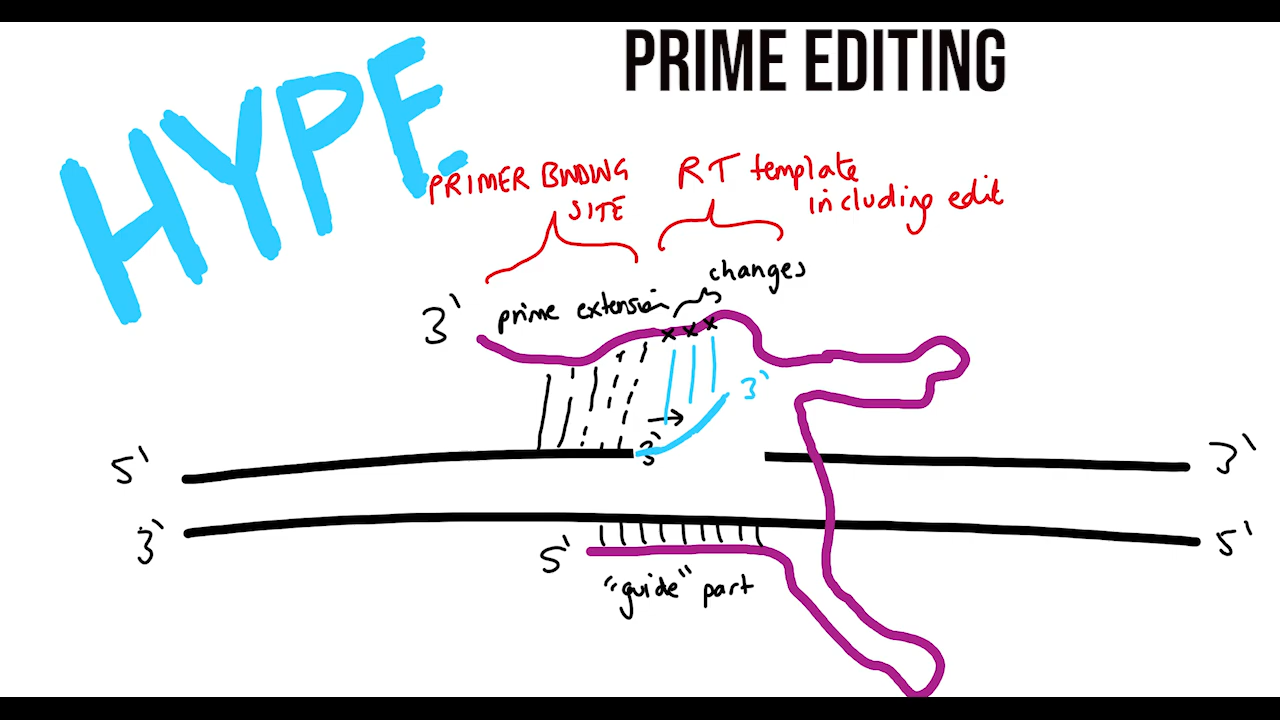 PRIME EDITING
HYPE
PRIMER BINDING
SITE
RT template
including edit
changes
prime extension
3'
x x x
3'
3'
5'
3'
3'
5'
5'
"guide" part